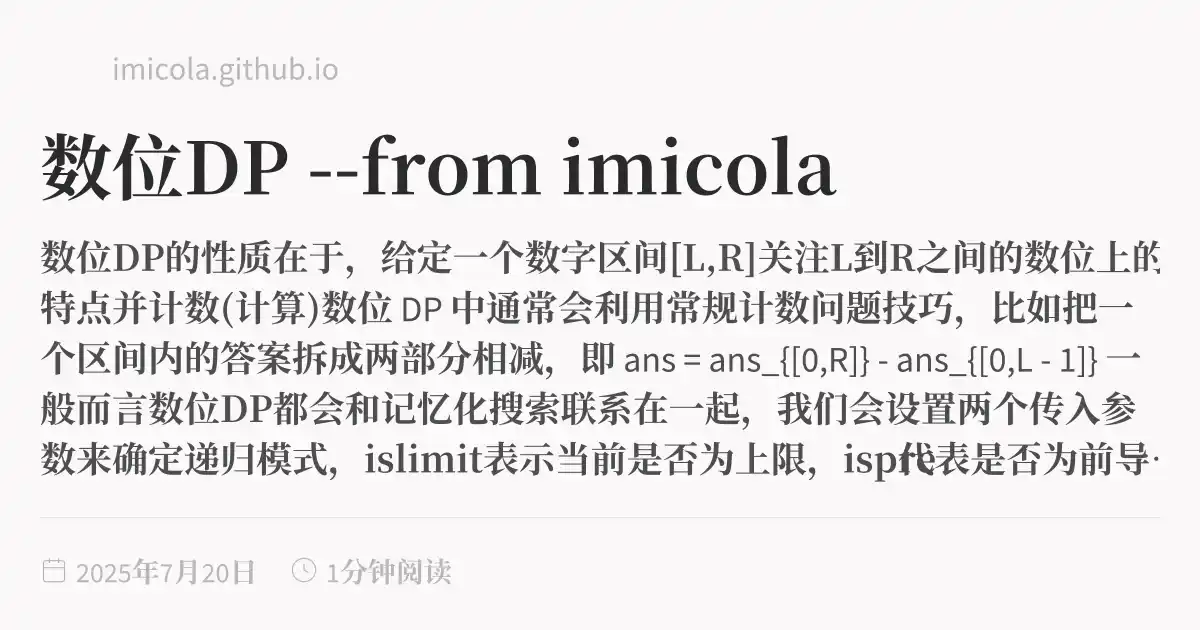 imicola.github.io
数位DP --from imicola
数位DP的性质在于，给定一个数字区间[L,R]关注L到R之间的数位上的
特点并计数(计算)数位 DP 中通常会利用常规计数问题技巧，比如把一
个区间内的答案拆成两部分相减，即 ans = ans_{[0,R]} - ans_{[0,L - 1]} 一
般而言数位DP都会和记忆化搜索联系在一起，我们会设置两个传入参
数来确定递归模式，islimit表示当前是否为上限，ispre代表是否为前导…
2025年7月20日
1分钟阅读